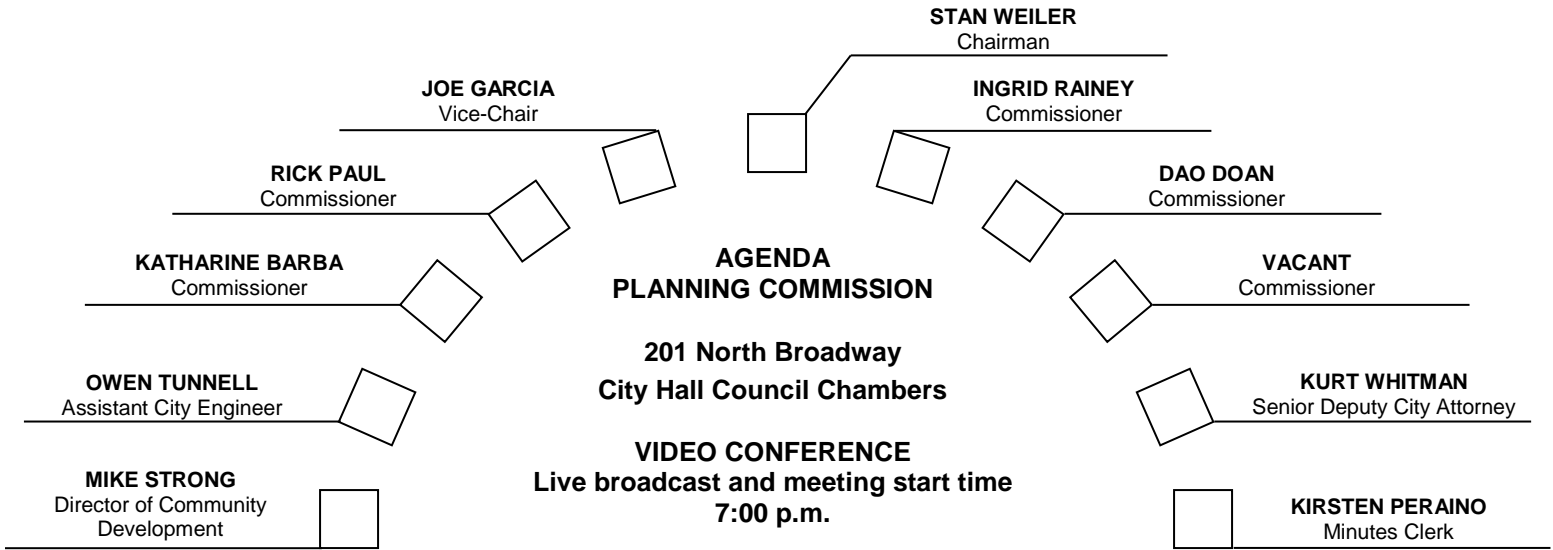 STAN WEILER
Chairman
JOE GARCIA
Vice-Chair
INGRID RAINEY
Commissioner
RICK PAUL
Commissioner
DAO DOAN
Commissioner
KATHARINE BARBA
Commissioner
AGENDA
PLANNING COMMISSION
VACANT
Commissioner
201 North Broadway
City Hall Council Chambers
OWEN TUNNELL
Assistant City Engineer
KURT WHITMAN
Senior Deputy City Attorney
VIDEO CONFERENCE
Live broadcast and meeting start time
7:00 p.m.
MIKE STRONG
Director of Community
Development
KIRSTEN PERAINO
Minutes Clerk